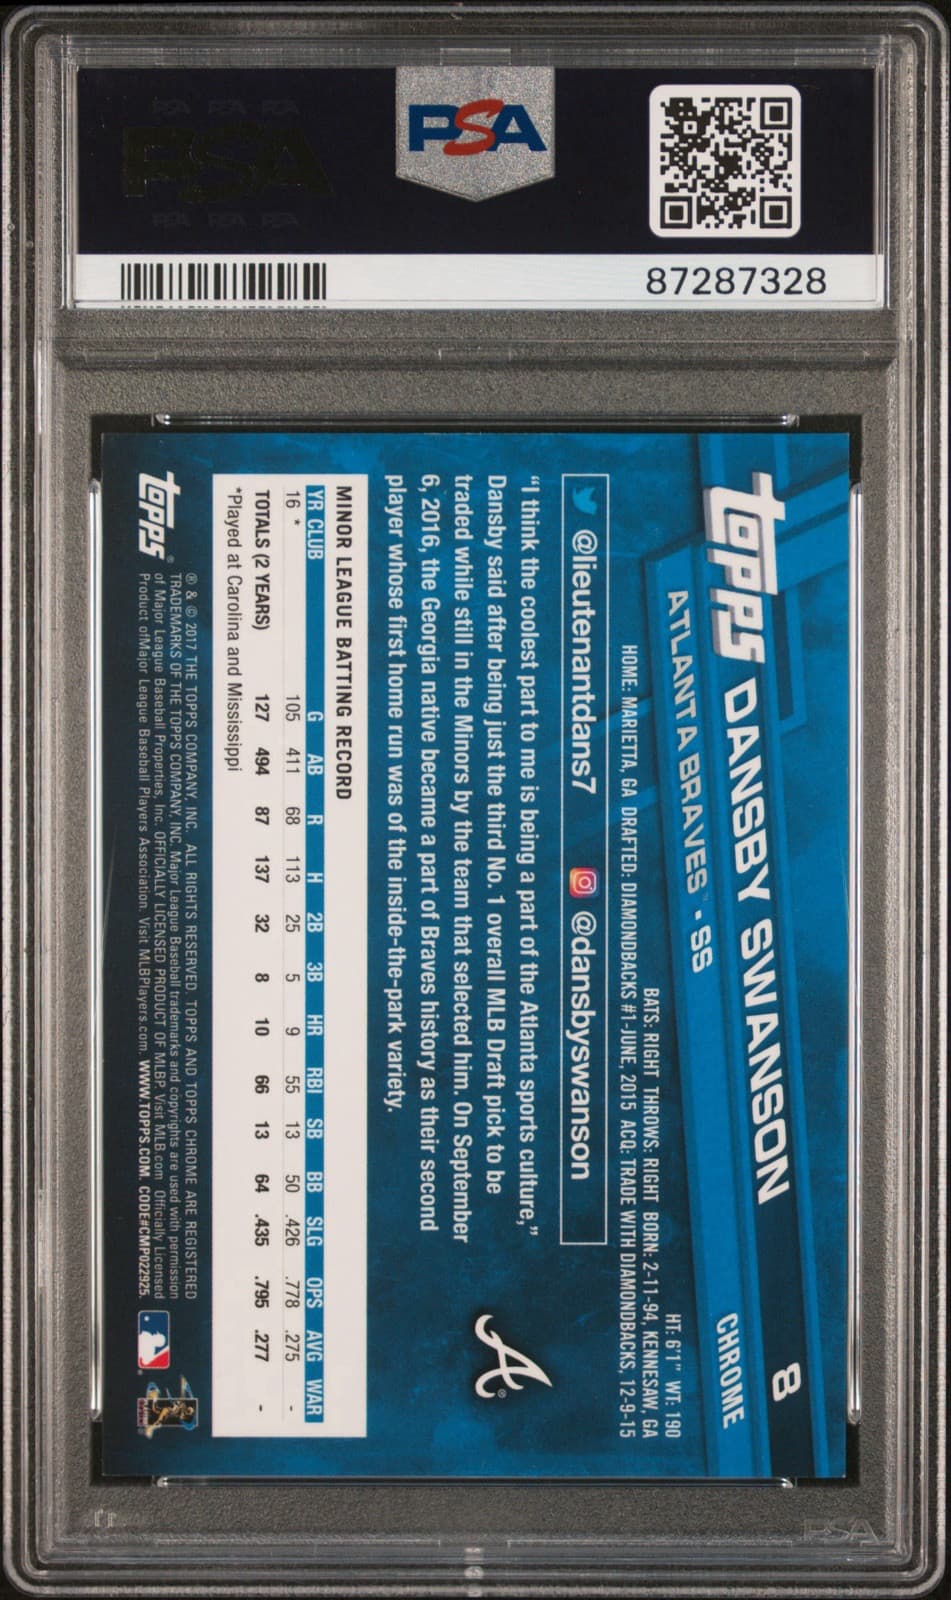 PSA
PSA
87287328
topps DANSBY SWANSON 8
ATLANTA BRAVES™ • SS CHROME
HT: 6'1" WT: 190
BATS: RIGHT THROWS: RIGHT BORN: 2-11-94, KENNESAW, GA
HOME: MARIETTA, GA DRAFTED: DIAMONDBACKS #1-JUNE, 2015 ACQ: TRADE WITH DIAMONDBACKS, 12-9-15
@lieutenantdans7 @dansbyswanson
“I think the coolest part to me is being a part of the Atlanta sports culture,”
Dansby said after being just the third No. 1 overall MLB Draft pick to be
traded while still in the Minors by the team that selected him. On September
6, 2016, the Georgia native became a part of Braves history as their second
player whose first home run was of the inside-the-park variety.
A®
MINOR LEAGUE BATTING RECORD
YR CLUB G AB R H 2B 3B HR RBI SB BB SLG OPS AVG WAR
16 * 105 411 68 113 25 5 9 55 13 50 .426 .778 .275 -
TOTALS (2 YEARS) 127 494 87 137 32 8 10 66 13 64 .435 .795 .277 -
*Played at Carolina and Mississippi
topps®
® & © 2017 THE TOPPS COMPANY, INC. ALL RIGHTS RESERVED. TOPPS AND TOPPS CHROME ARE REGISTERED
TRADEMARKS OF THE TOPPS COMPANY, INC. Major League Baseball trademarks and copyrights are used with permission
of Major League Baseball Properties, Inc. OFFICIALLY LICENSED PRODUCT OF MLBP. Visit MLB.com Officially Licensed
Product of Major League Baseball Players Association. Visit MLBPlayers.com. WWW.TOPPS.COM. CODE#CMP022925.
PSA